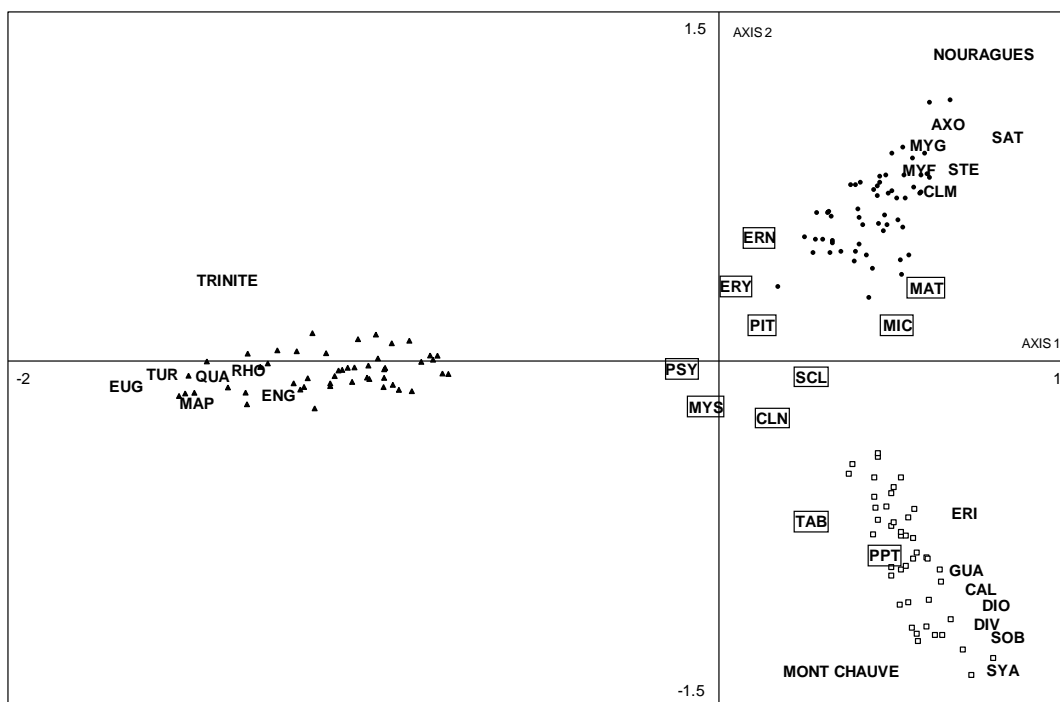 1.5
AXIS 2
NOURAGUES
AXO
SAT
MYG
MYF STE
CLM
ERN
TRINITE
ERY
MAT
PIT
MIC
AXIS 1
-2
TUR QUA RHO
PSY
SCL
1
EUG
MAP
ENG
MYS
CLN
TAB
ERI
PPT
GUA
CAL
DIO
DIV
SOB
MONT CHAUVE
SYA
-1.5